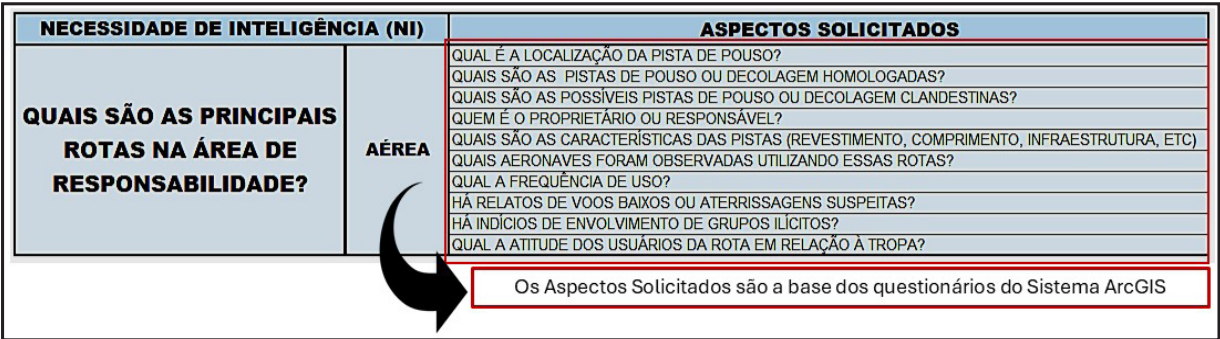 NECESSIDADE DE INTELIGÊNCIA (NI)
ASPECTOS SOLICITADOS
QUAIS SÃO AS PRINCIPAIS
ROTAS NA ÁREA DE
RESPONSABILIDADE?
AÉREA
QUAL É A LOCALIZAÇÃO DA PISTA DE POUSO?
QUAIS SÃO AS PISTAS DE POUSO OU DECOLAGEM HOMOLOGADAS?
QUAIS SÃO AS POSSÍVEIS PISTAS DE POUSO OU DECOLAGEM CLANDESTINAS?
QUEM É O PROPRIETÁRIO OU RESPONSÁVEL?
QUAIS SÃO AS CARACTERÍSTICAS DAS PISTAS (REVESTIMENTO, COMPRIMENTO, INFRAESTRUTURA, ETC)
QUAIS AERONAVES FORAM OBSERVADAS UTILIZANDO ESSAS ROTAS?
QUAL A FREQUÊNCIA DE USO?
HÁ RELATOS DE VOOS BAIXOS OU ATERRISSAGENS SUSPEITAS?
HÁ INDÍCIOS DE ENVOLVIMENTO DE GRUPOS ILÍCITOS?
QUAL A ATITUDE DOS USUÁRIOS DA ROTA EM RELAÇÃO À TROPA?
Os Aspectos Solicitados são a base dos questionários do Sistema ArcGIS